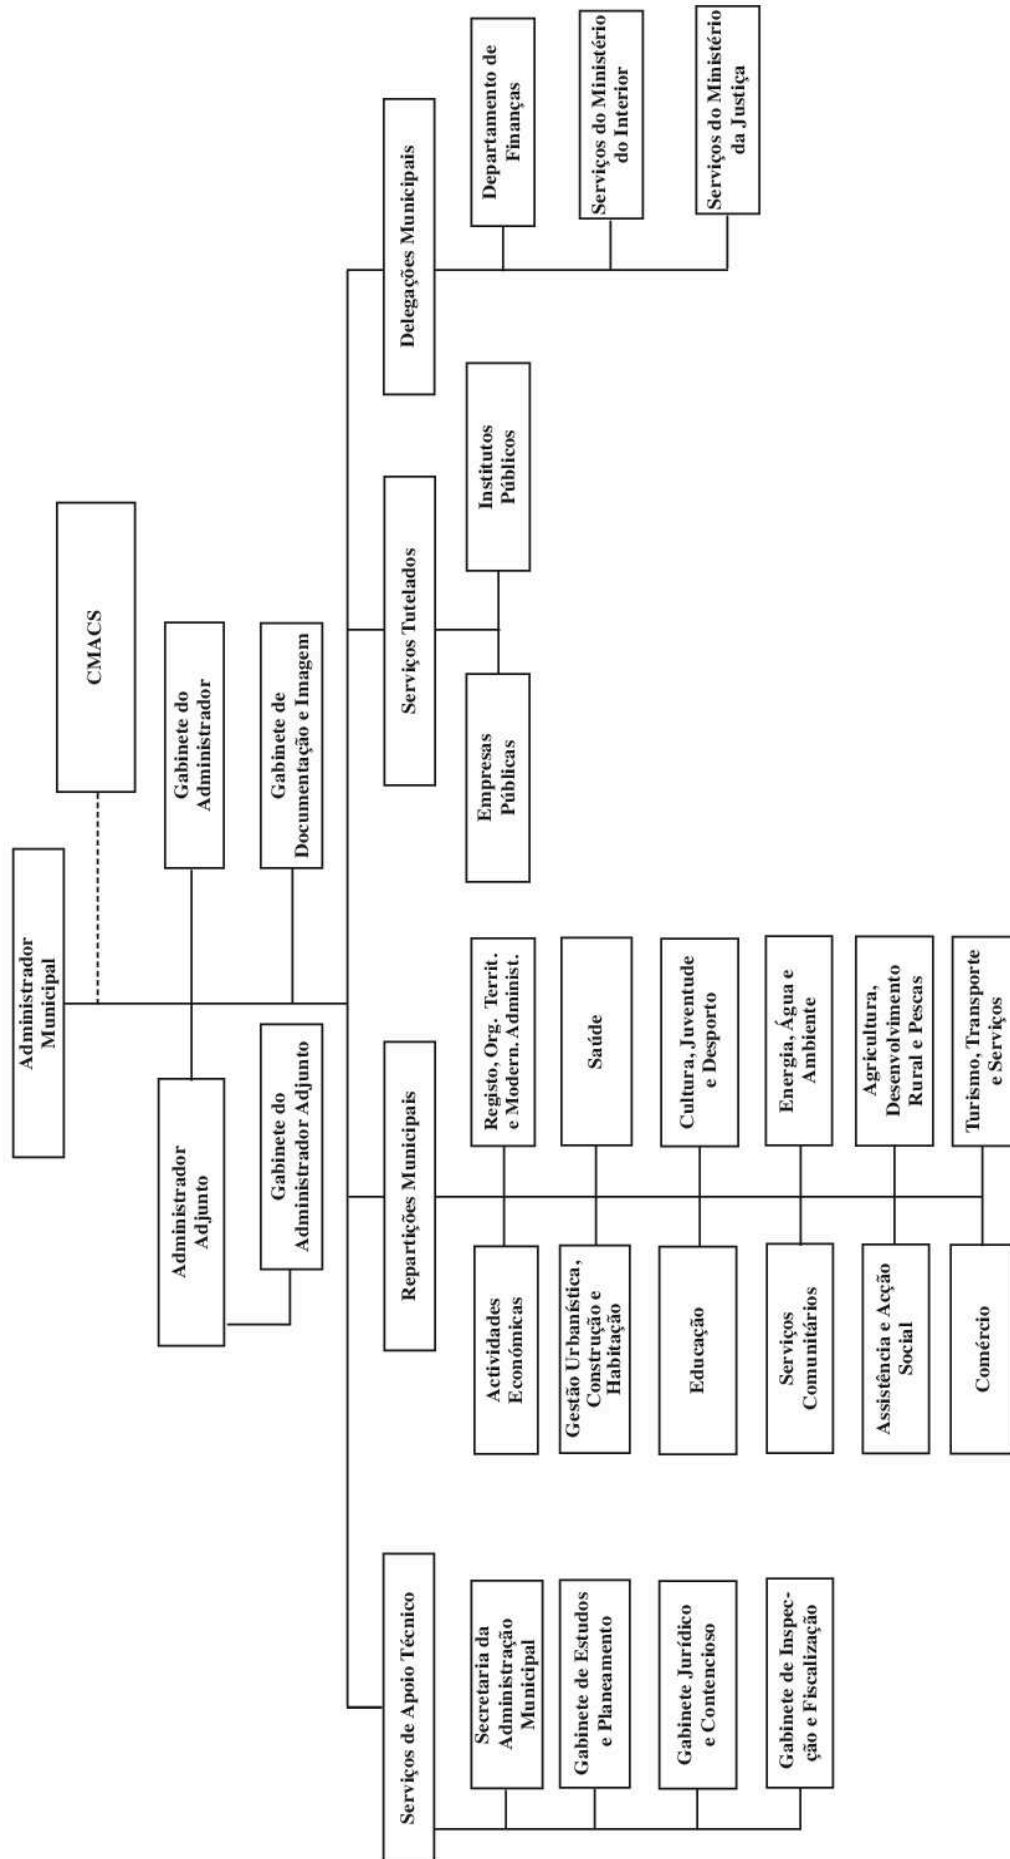 Administrador
Municipal
CMACS
Administrador
Adjunto
Gabinete do
Administrador
Gabinete do
Administrador Adjunto
Gabinete de
Documentação e Imagem
Serviços de Apoio Técnico
Repartições Municipais
Serviços Tutelados
Delegações Municipais
Secretaria da
Administração
Municipal
Gabinete de Estudos
e Planeamento
Gabinete Jurídico
e Contencioso
Gabinete de Inspec-
ção e Fiscalização
Actividades
Económicas
Registo, Org. Territ.
e Modern. Administ.
Gestão Urbanística,
Construção e
Habitação
Saúde
Educação
Cultura, Juventude
e Desporto
Serviços
Comunitários
Energia, Água e
Ambiente
Assistência e Acção
Social
Agricultura,
Desenvolvimento
Rural e Pescas
Comércio
Turismo, Transporte
e Serviços
Empresas
Públicas
Institutos
Públicos
Departamento de
Finanças
Serviços do Ministério
do Interior
Serviços do Ministério
da Justiça